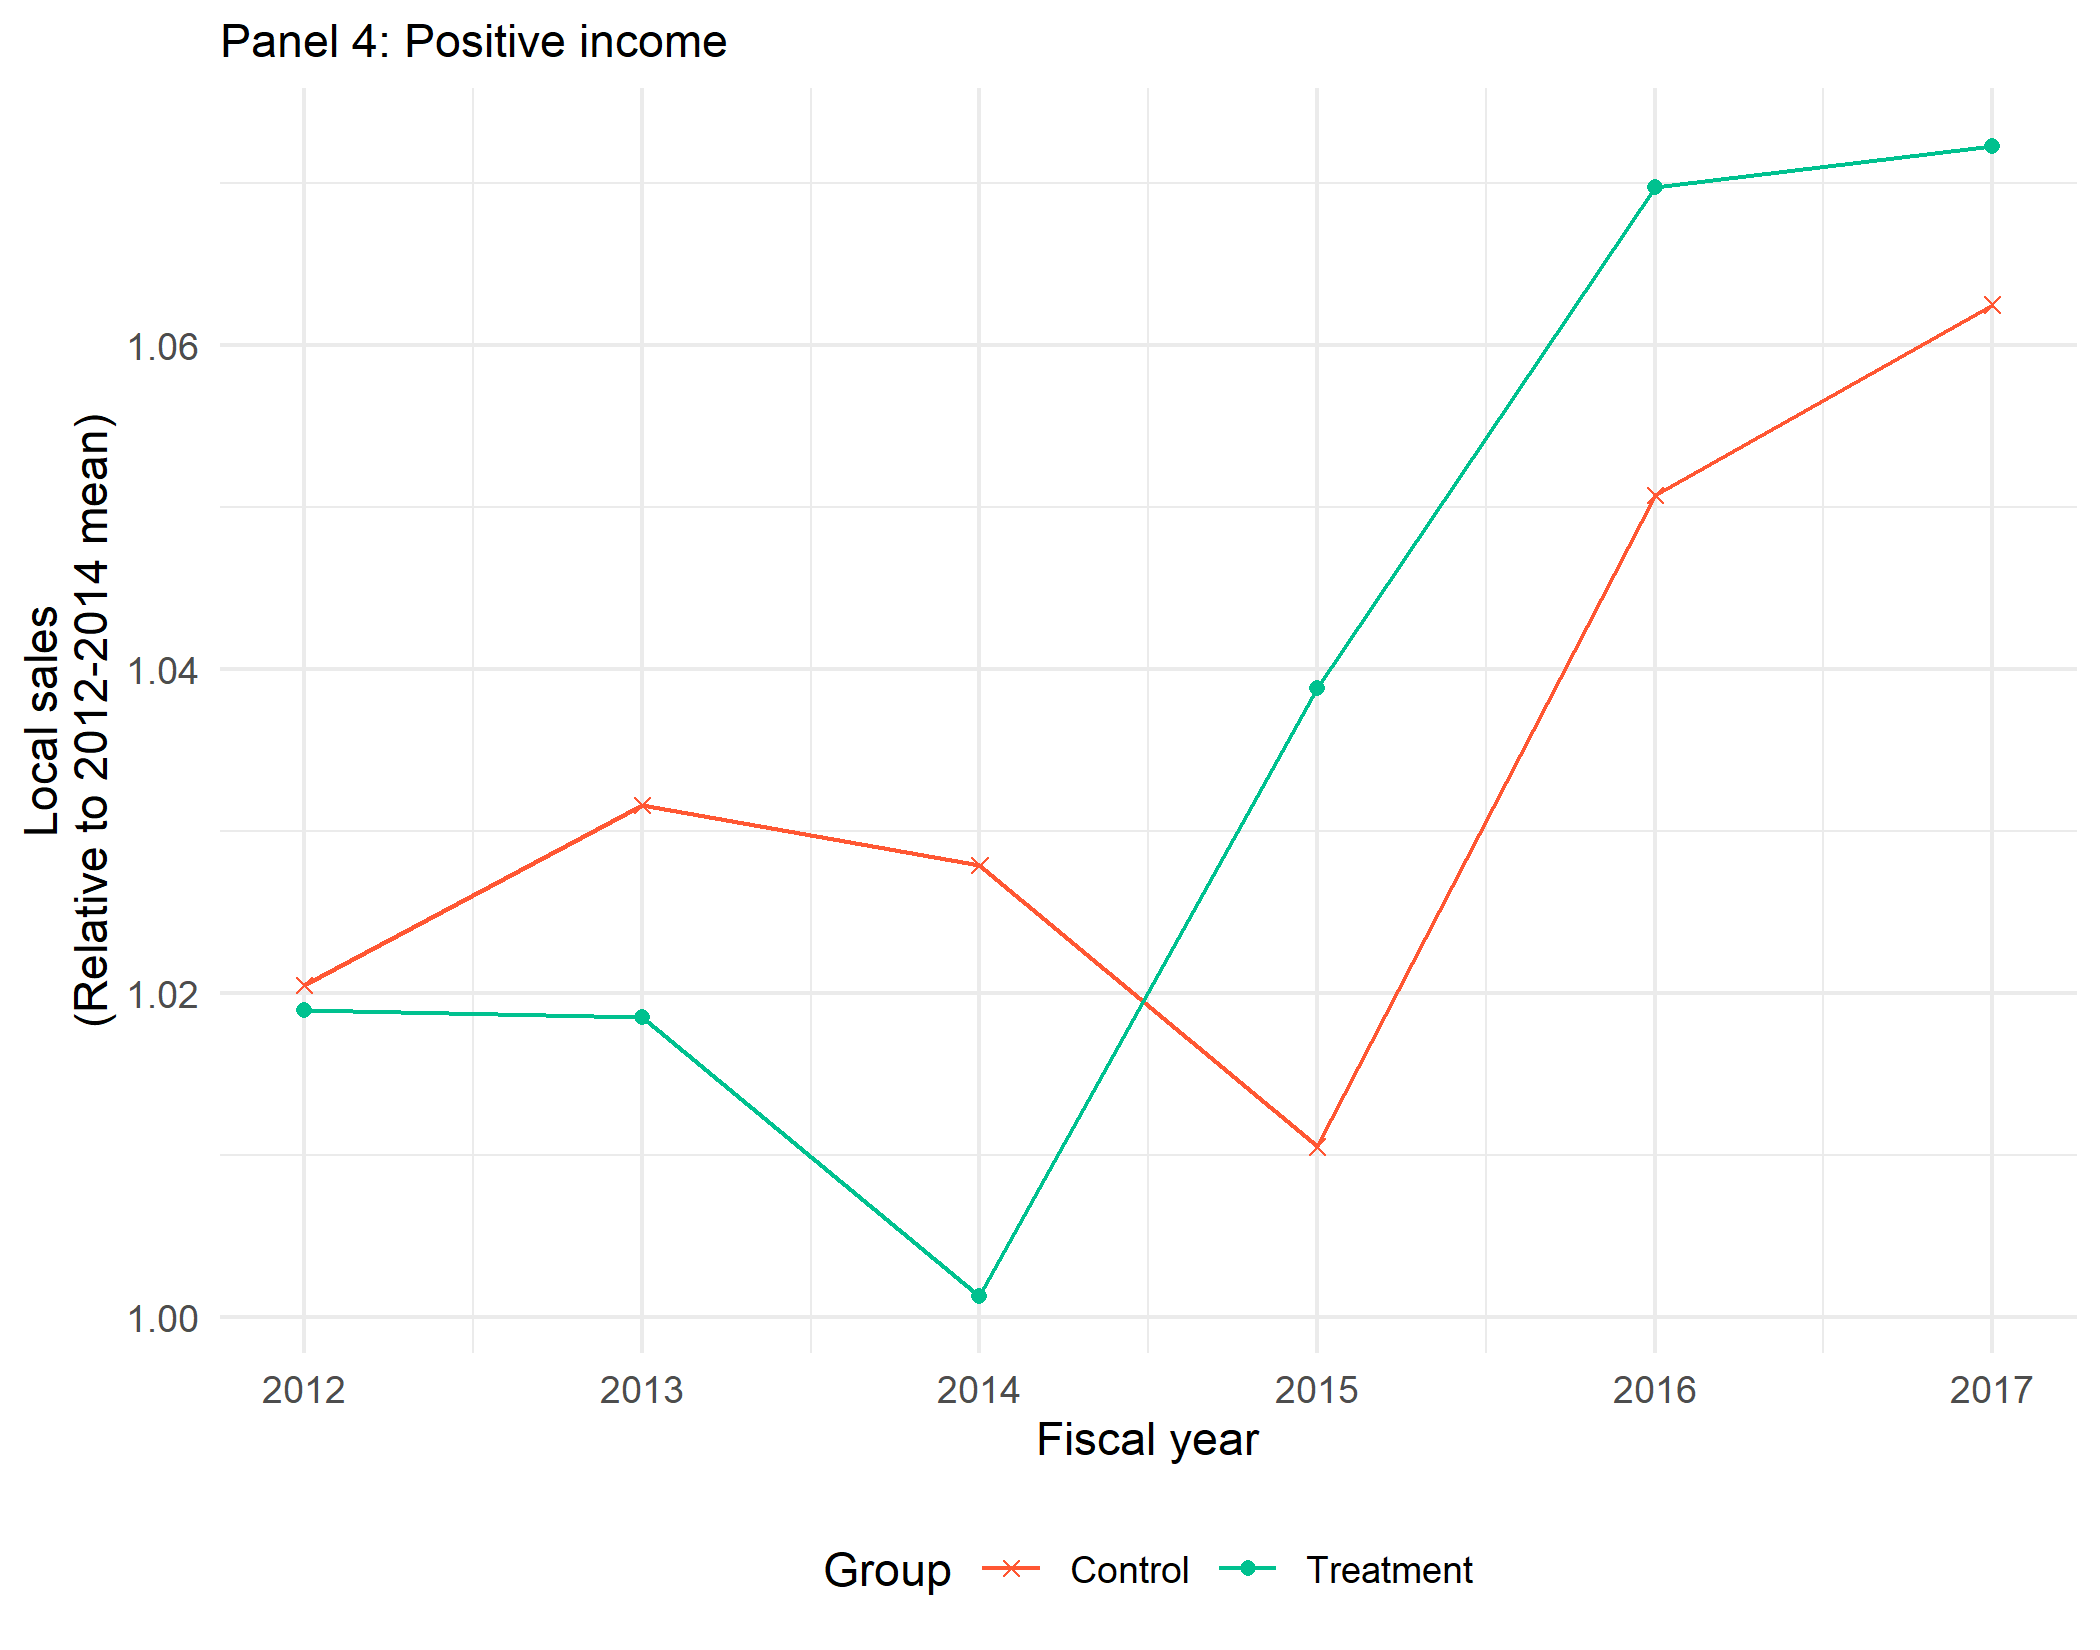 Panel 4: Positive income
Local sales
(Relative to 2012-2014 mean)
1.06
1.04
1.02
1.00
2012 2013 2014 2015 2016 2017
Fiscal year
Group Control Treatment